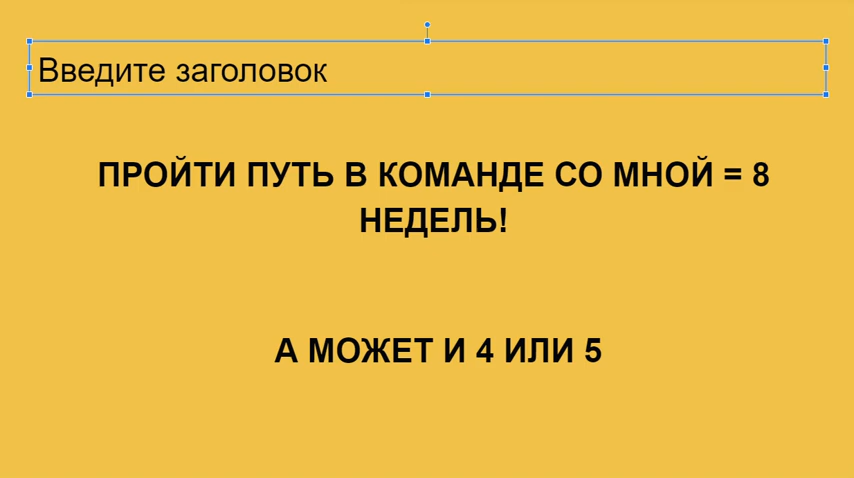 Введите заголовок
ПРОЙТИ ПУТЬ В КОМАНДЕ СО МНОЙ = 8
НЕДЕЛЬ!
А МОЖЕТ И 4 ИЛИ 5